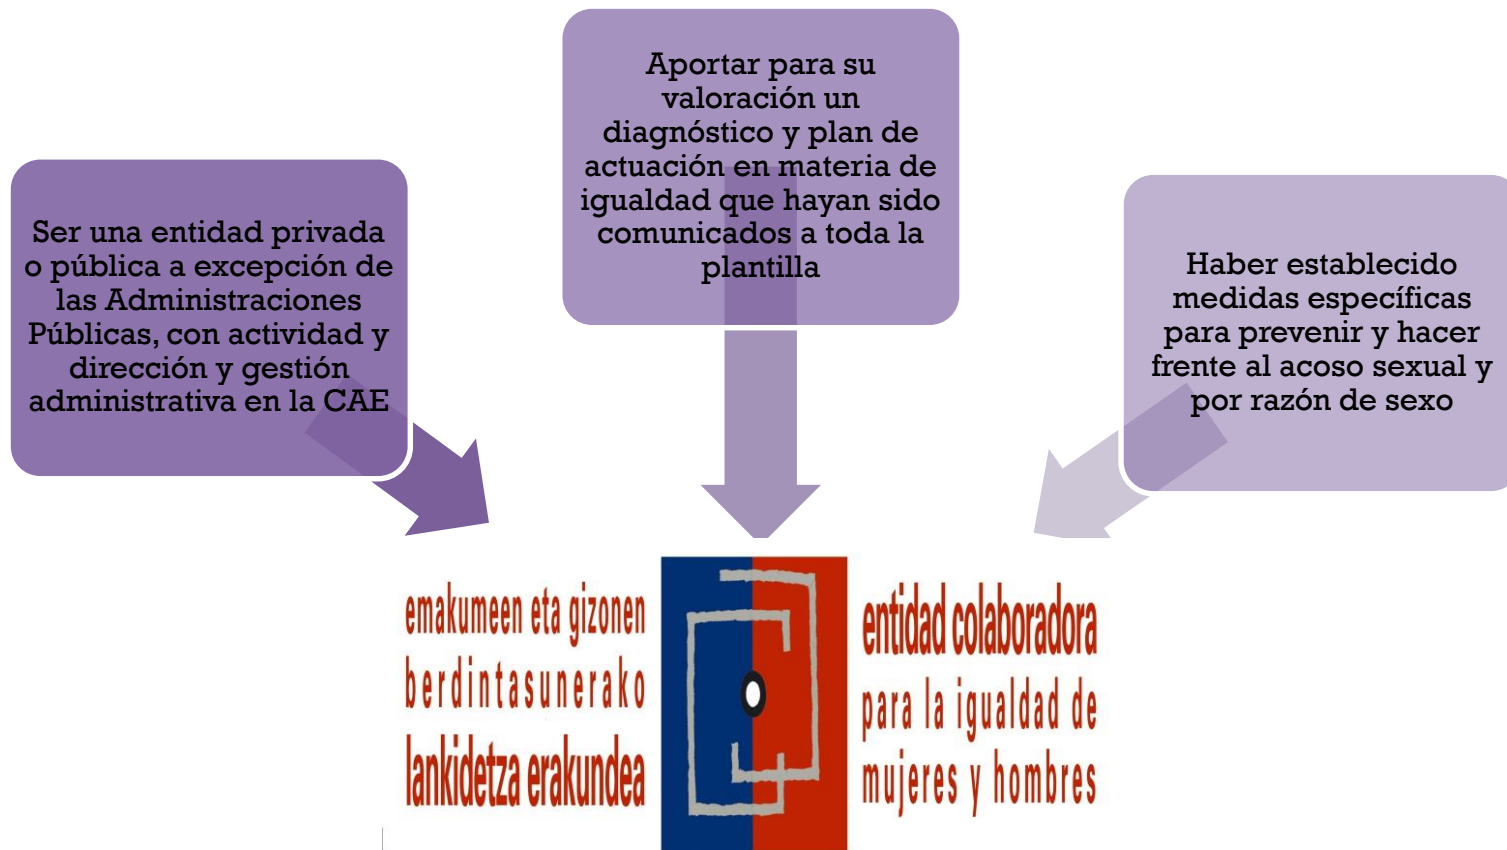 Ser una entidad privada
o pública a excepción de
las Administraciones
Públicas, con actividad y
dirección y gestión
administrativa en la CAE
Aportar para su
valoración un
diagnóstico y plan de
actuación en materia de
igualdad que hayan sido
comunicados a toda la
plantilla
Haber establecido
medidas específicas
para prevenir y hacer
frente al acoso sexual y
por razón de sexo
emakumeen eta gizonen
berdintasunerako
lankidetza erakundea
entidad colaboradora
para la igualdad de
mujeres y hombres